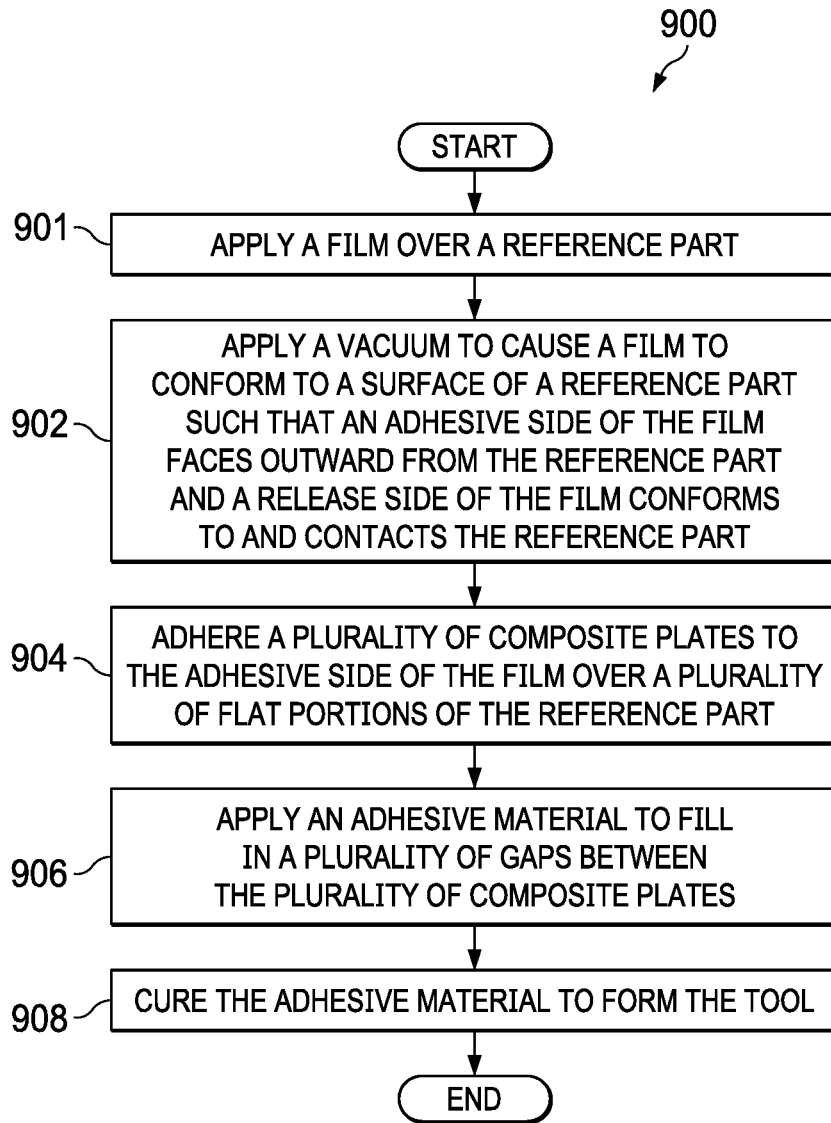 900
START
901
APPLY A FILM OVER A REFERENCE PART
902
APPLY A VACUUM TO CAUSE A FILM TO
CONFORM TO A SURFACE OF A REFERENCE PART
SUCH THAT AN ADHESIVE SIDE OF THE FILM
FACES OUTWARD FROM THE REFERENCE PART
AND A RELEASE SIDE OF THE FILM CONFORMS
TO AND CONTACTS THE REFERENCE PART
904
ADHERE A PLURALITY OF COMPOSITE PLATES TO
THE ADHESIVE SIDE OF THE FILM OVER A PLURALITY
OF FLAT PORTIONS OF THE REFERENCE PART
906
APPLY AN ADHESIVE MATERIAL TO FILL
IN A PLURALITY OF GAPS BETWEEN
THE PLURALITY OF COMPOSITE PLATES
908
CURE THE ADHESIVE MATERIAL TO FORM THE TOOL
END